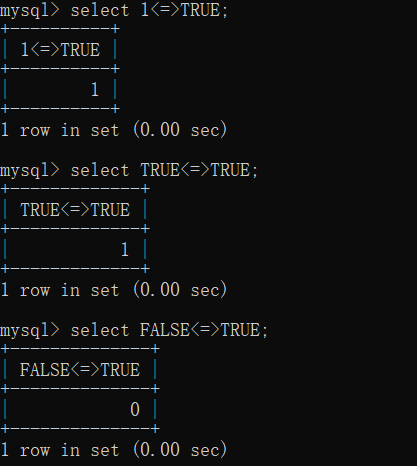 mysql> select 1<=>TRUE;
+----------+
| 1<=>TRUE |
+----------+
|        1 |
+----------+
1 row in set (0.00 sec)

mysql> select TRUE<=>TRUE;
+-------------+
| TRUE<=>TRUE |
+-------------+
|           1 |
+-------------+
1 row in set (0.00 sec)

mysql> select FALSE<=>TRUE;
+--------------+
| FALSE<=>TRUE |
+--------------+
|            0 |
+--------------+
1 row in set (0.00 sec)